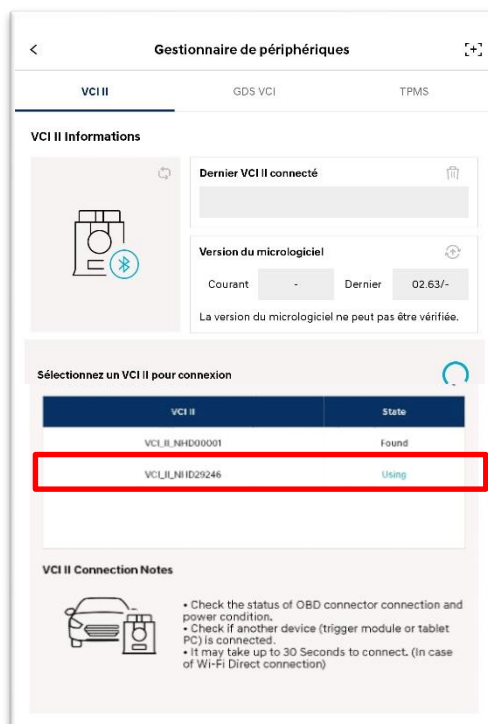 < Gestionnaire de périphériques [+]
VCI II GDS VCI TPMS
VCI II Informations
Dernier VCI II connecté
Version du micrologiciel
Courant - Dernier 02.63/-
La version du micrologiciel ne peut pas être vérifiée.
Sélectionnez un VCI II pour connexion
VCI II State
VCI_II_NHD00001 Found
VCI_II_NHD29246 Using
VCI II Connection Notes
• Check the status of OBD connector connection and
power condition.
• Check if another device (trigger module or tablet
PC) is connected.
• It may take up to 30 Seconds to connect. (In case
of Wi-Fi Direct connection)